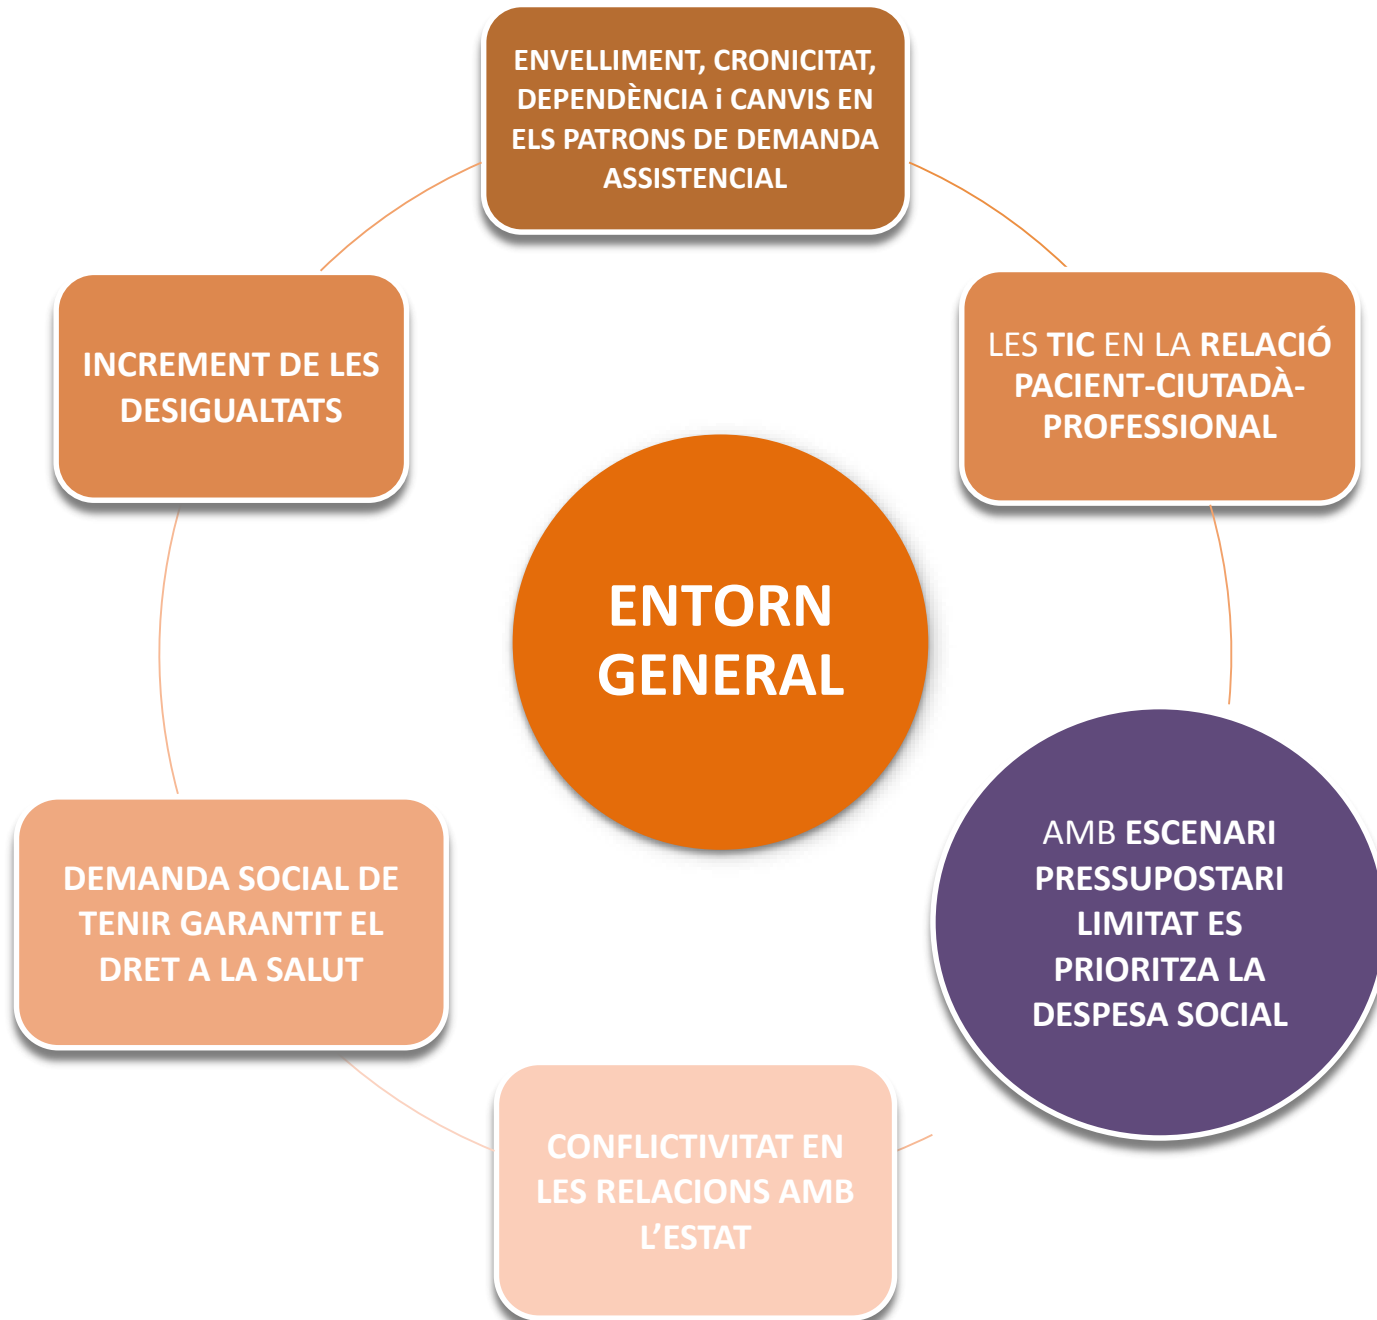 ENVELLIMENT, CRONICITAT,
DEPENDÈNCIA i CANVIS EN
ELS PATRONS DE DEMANDA
ASSISTENCIAL
INCREMENT DE LES
DESIGUALTATS
LES TIC EN LA RELACIÓ
PACIENT-CIUTADÀ-
PROFESSIONAL
ENTORN
GENERAL
DEMANDA SOCIAL DE
TENIR GARANTIT EL
DRET A LA SALUT
AMB ESCENARI
PRESSUPOSTARI
LIMITAT ES
PRIORITZA LA
DESPESA SOCIAL
CONFLICTIVITAT EN
LES RELACIONS AMB
L’ESTAT